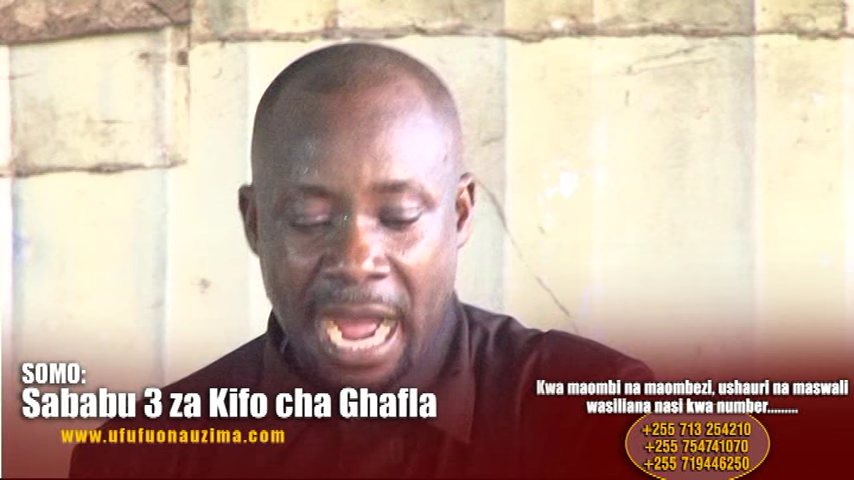 SOMO:
Sababu 3 za Kifo cha Ghafla
www.ufufuonauzima.com
Kwa maombi na maombezi, ushauri na maswali
wasiliana nasi kwa number.........
+255 713 254210
+255 754741070
+255 719446250